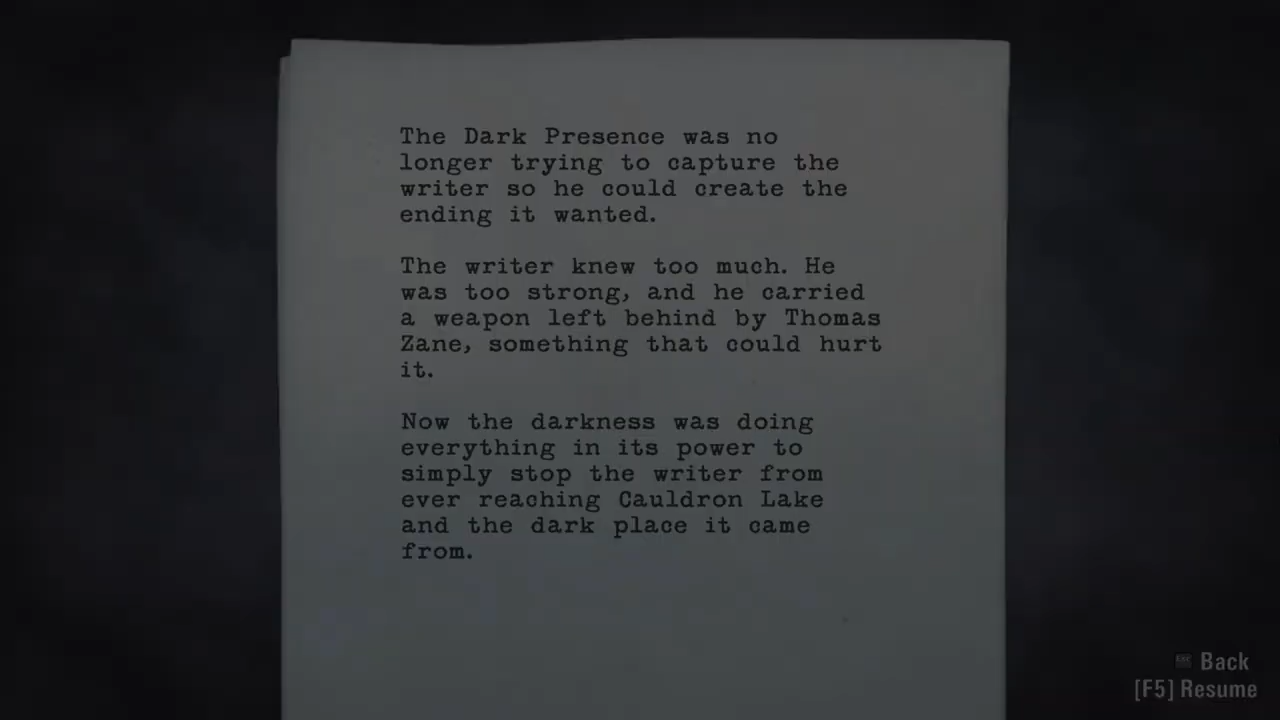 The Dark Presence was no
longer trying to capture the
writer so he could create the
ending it wanted.
The writer knew too much. He
was too strong, and he carried
a weapon left behind by Thomas
Zane, something that could hurt
it.
Now the darkness was doing
everything in its power to
simply stop the writer from
ever reaching Cauldron Lake
and the dark place it came
from.
Back
[F5] Resume